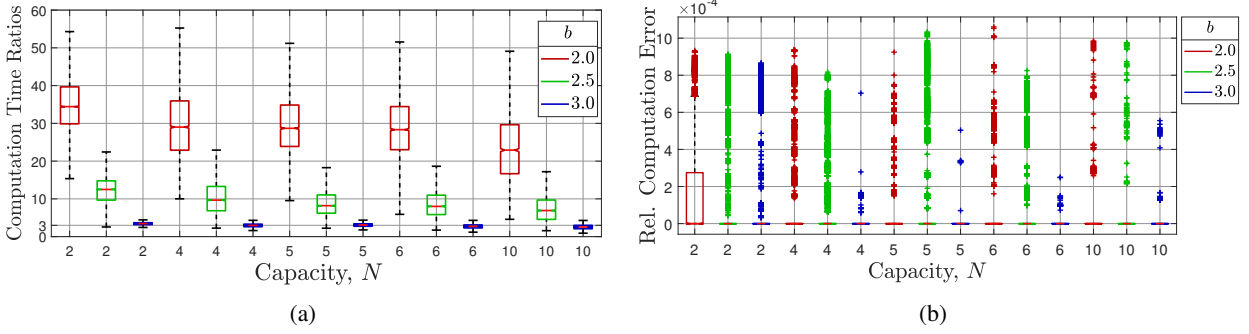 60
50
40
30
20
10
3
0
Computation Time Ratios
b
2.0
2.5
3.0
2 2 2 4 4 4 5 5 5 6 6 6 10 10 10
Capacity, N
(a)
×10^-4
10
8
6
4
2
0
Rel. Computation Error
b
2.0
2.5
3.0
2 2 2 4 4 4 5 5 5 6 6 6 10 10 10
Capacity, N
(b)